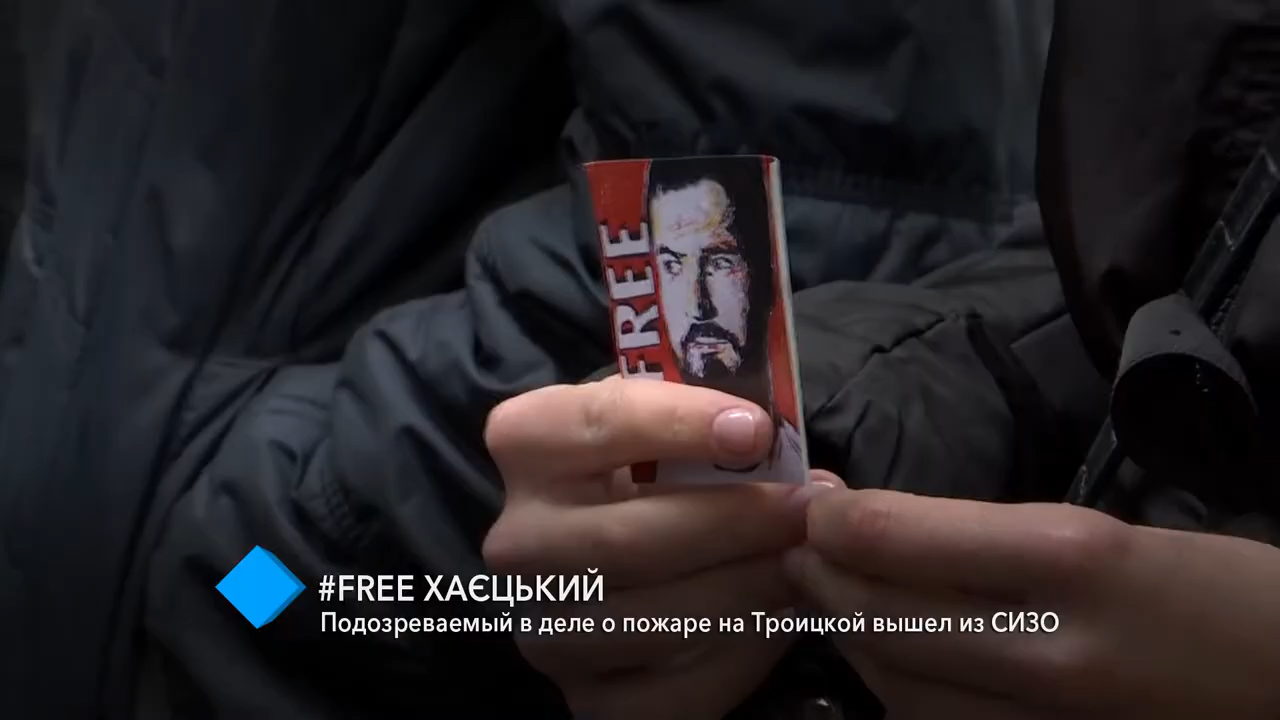 FREE
#FREE ХАЄЦЬКИЙ
Подозреваемый в деле о пожаре на Троицкой вышел из СИЗО